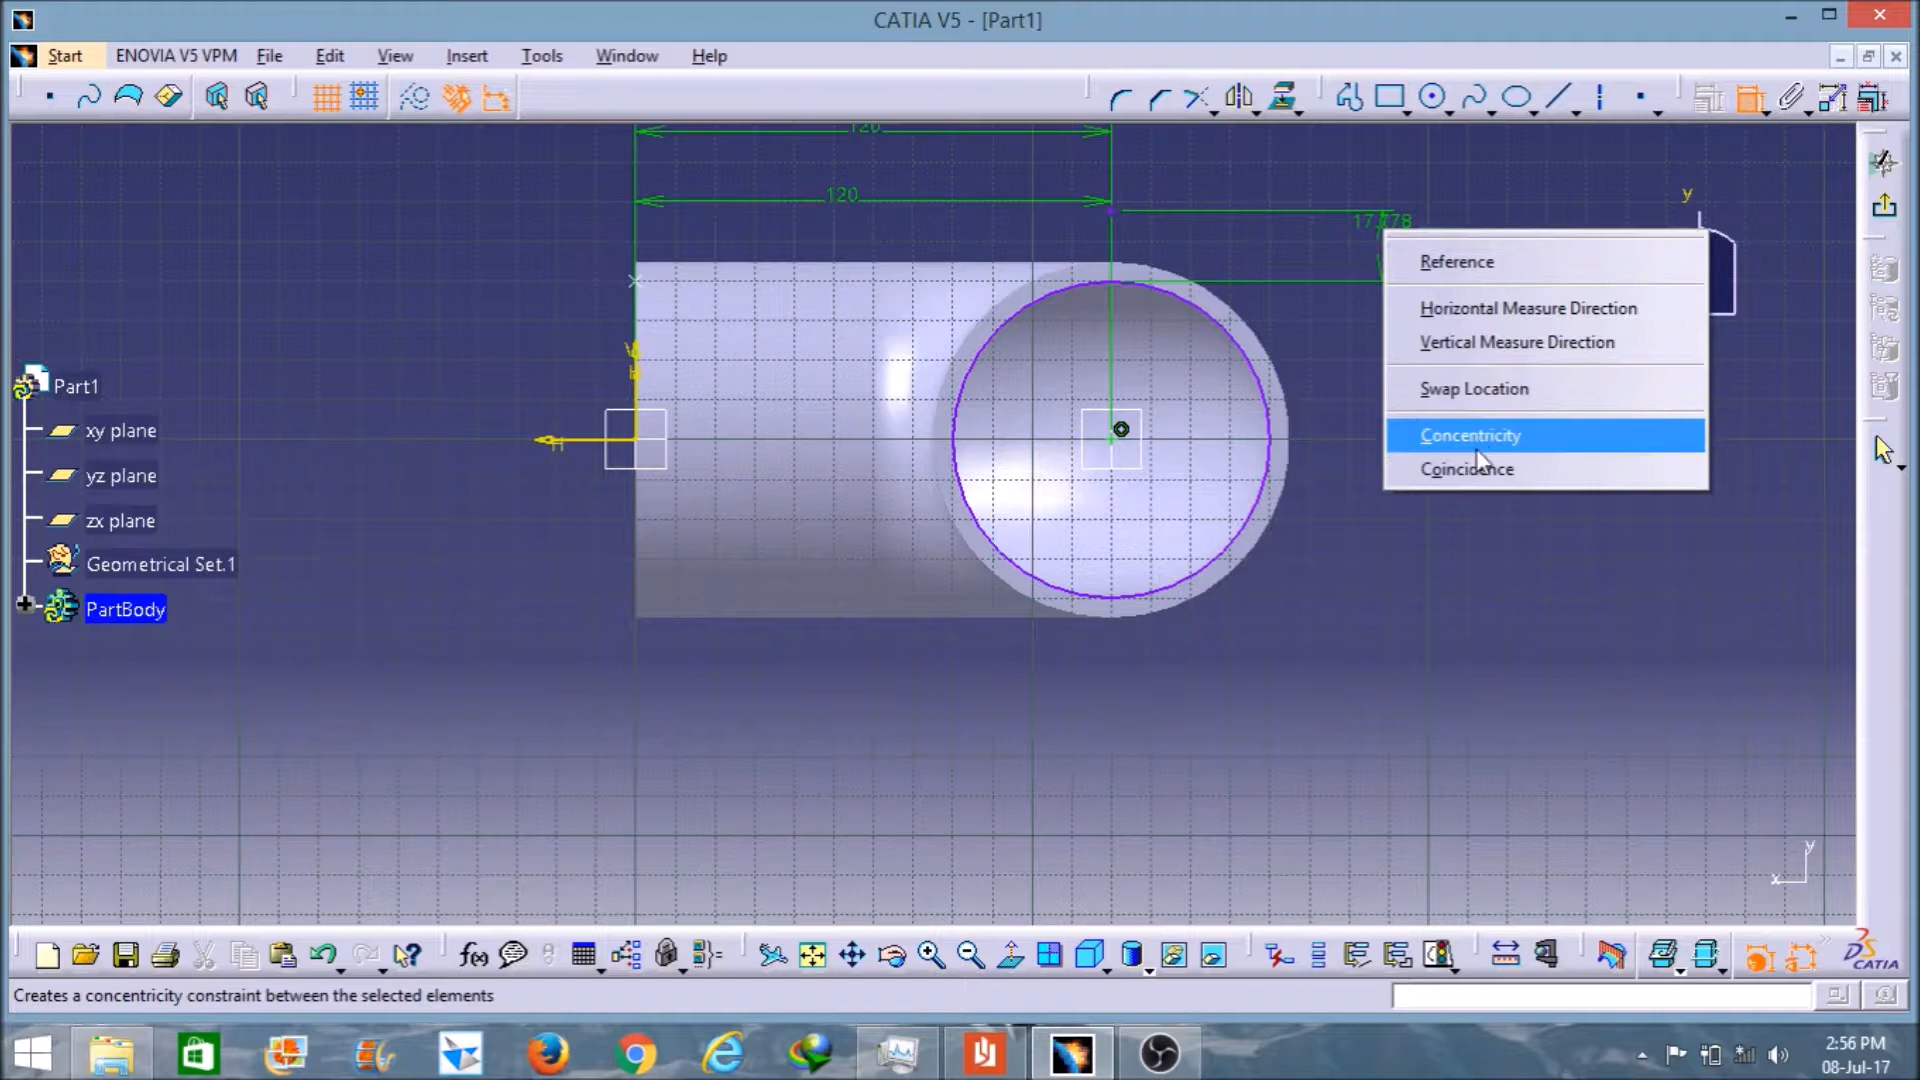 CATIA V5 - [Part1]
Start ENOVIA V5 VPM File Edit View Insert Tools Window Help
120
120
y
Reference
Horizontal Measure Direction
Vertical Measure Direction
Swap Location
Concentricity
Coincidence
Part1
xy plane
yz plane
zx plane
Geometrical Set.1
PartBody
V
H
y
x
f(x)
CATIA
Creates a concentricity constraint between the selected elements
2:56 PM
08-Jul-17